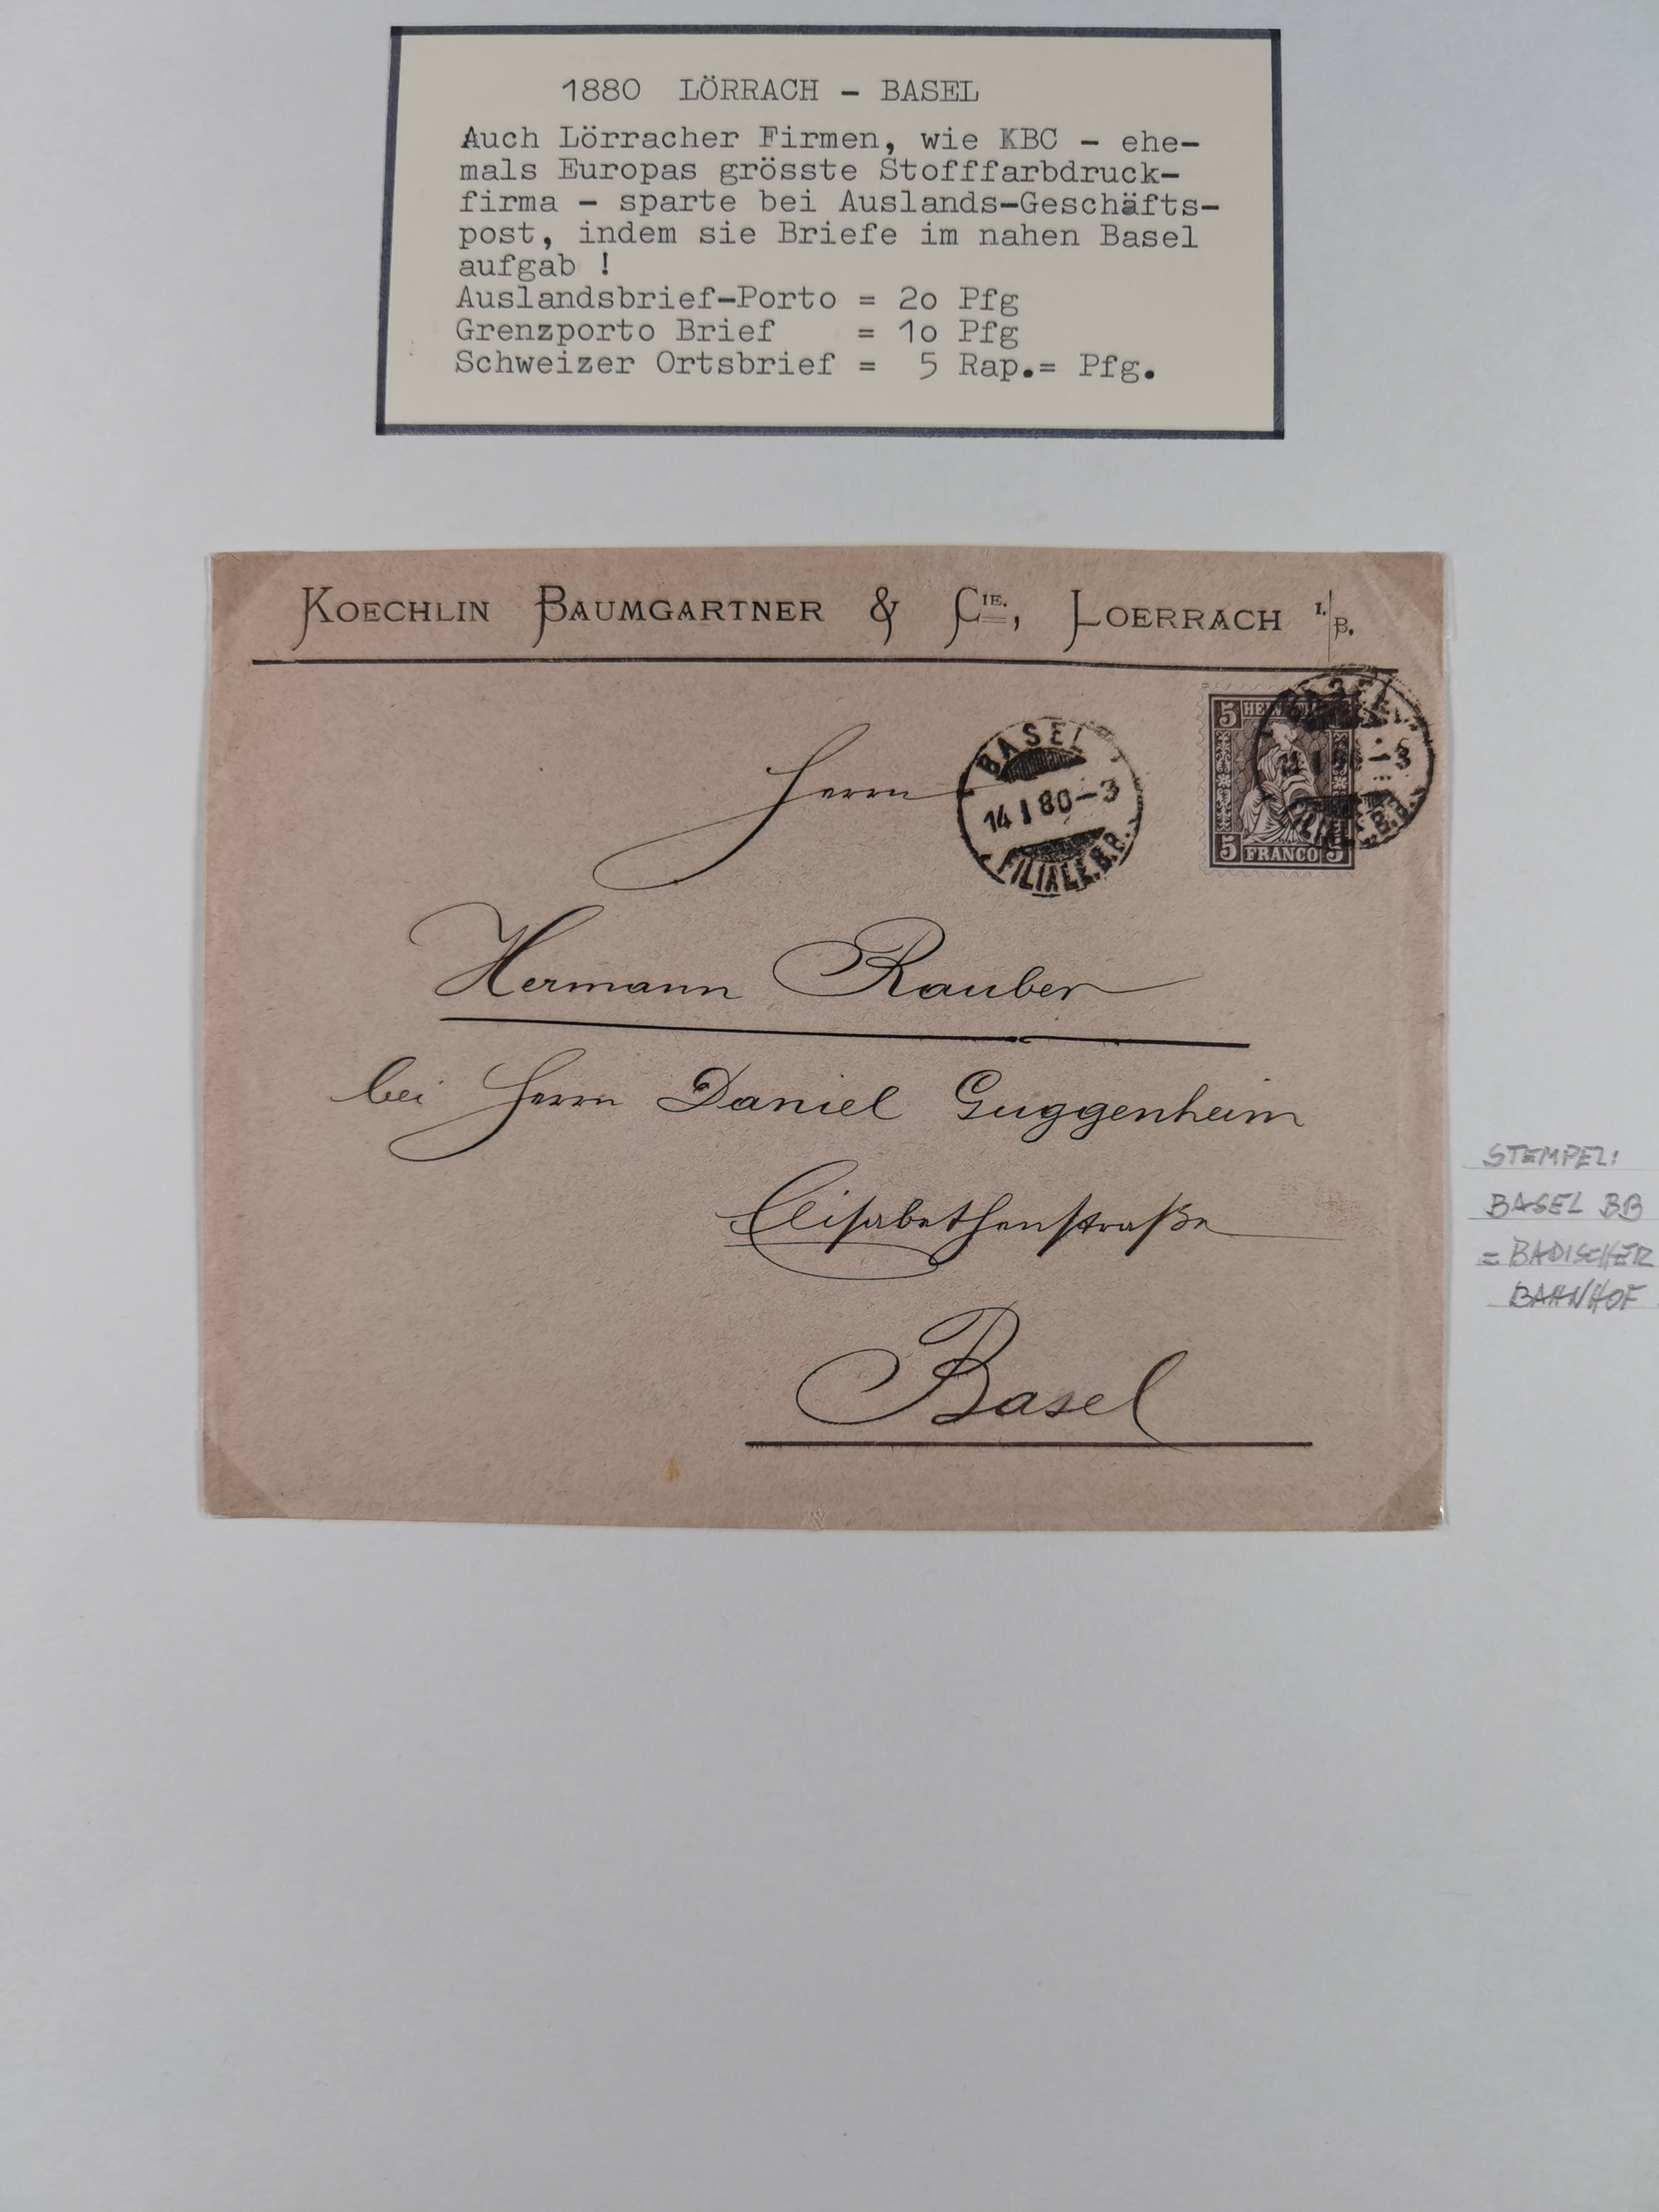 1880 LÖRRACH – BASEL
Auch Lörracher Firmen, wie KBC – ehe-
mals Europas grösste Stofffarbdruck-
firma – sparte bei Auslands-Geschäfts-
post, indem sie Briefe im nahen Basel
aufgab !
Auslandsbrief-Porto = 2o Pfg
Grenzporto Brief = 1o Pfg
Schweizer Ortsbrief = 5 Rap.= Pfg.
KOECHLIN BAUMGARTNER & CIE., LOERRACH I./B.
5 HE
5 FRANCO 5
BASEL
14 I 80–3
FILIALE.B.B.
Herrn
Hermann Rauber
bei Herrn Daniel Guggenheim
Elisabethenstraße
Basel
STEMPEL:
BASEL BB
= BADISCHER
BAHNHOF